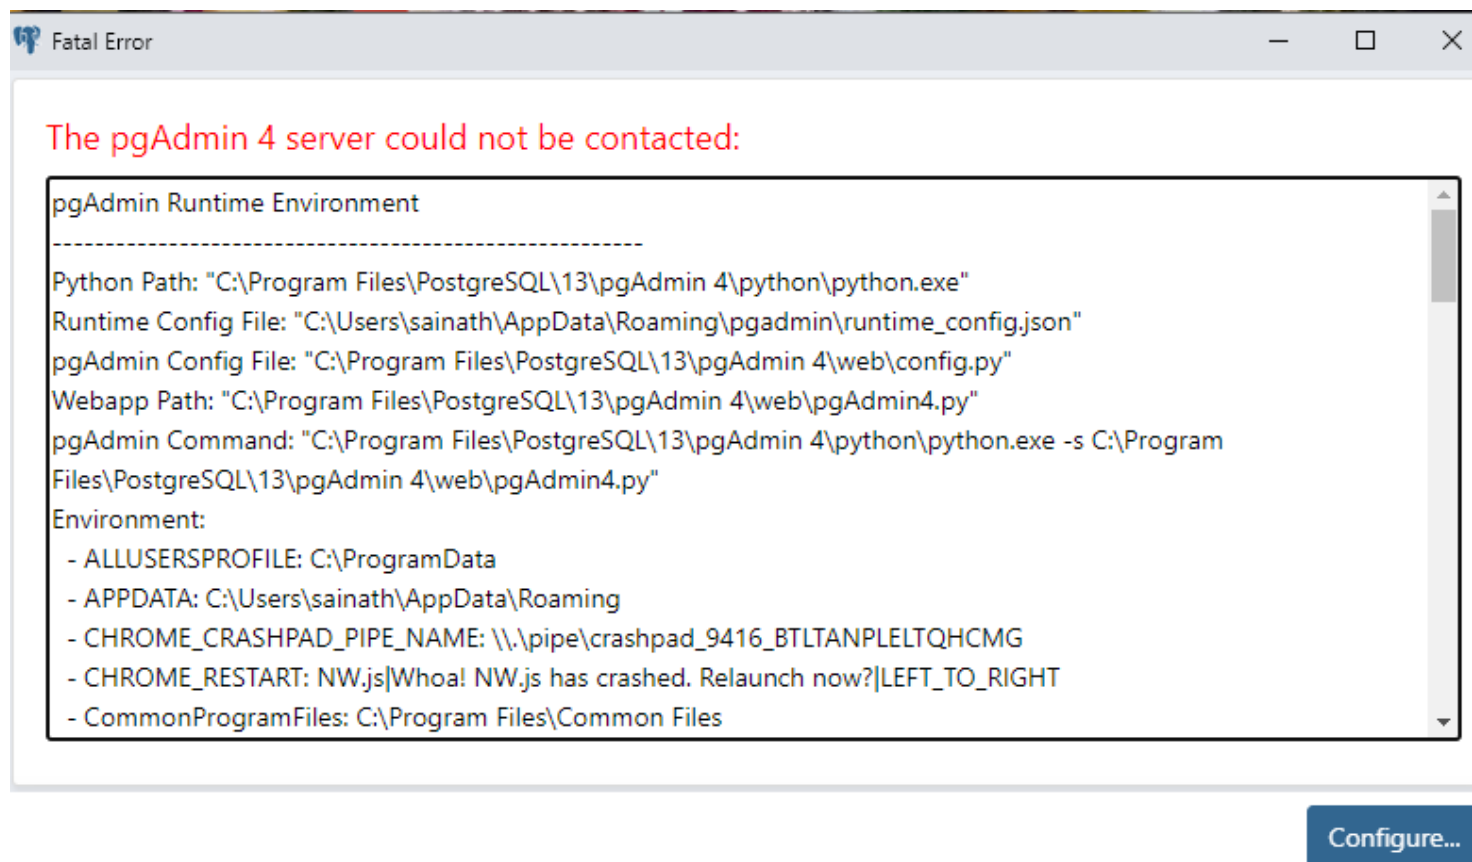 Fatal Error
The pgAdmin 4 server could not be contacted:
pgAdmin Runtime Environment
--------------------------------------------------------
Python Path: "C:\Program Files\PostgreSQL\13\pgAdmin 4\python\python.exe"
Runtime Config File: "C:\Users\sainath\AppData\Roaming\pgadmin\runtime_config.json"
pgAdmin Config File: "C:\Program Files\PostgreSQL\13\pgAdmin 4\web\config.py"
Webapp Path: "C:\Program Files\PostgreSQL\13\pgAdmin 4\web\pgAdmin4.py"
pgAdmin Command: "C:\Program Files\PostgreSQL\13\pgAdmin 4\python\python.exe -s C:\Program
Files\PostgreSQL\13\pgAdmin 4\web\pgAdmin4.py"
Environment:
- ALLUSERSPROFILE: C:\ProgramData
- APPDATA: C:\Users\sainath\AppData\Roaming
- CHROME_CRASHPAD_PIPE_NAME: \\.\pipe\crashpad_9416_BTLTANPLELTQHCMG
- CHROME_RESTART: NW.js|Whoa! NW.js has crashed. Relaunch now?|LEFT_TO_RIGHT
- CommonProgramFiles: C:\Program Files\Common Files
Configure...